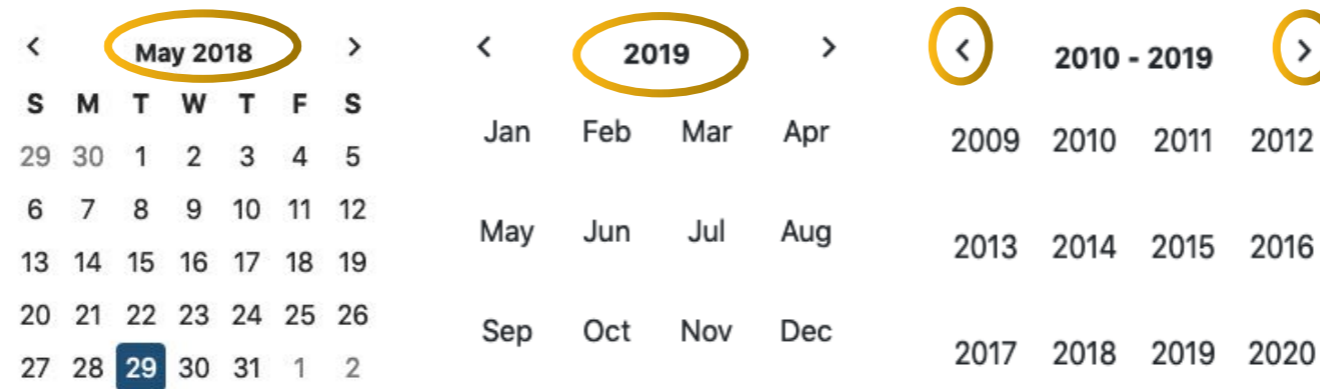 < May 2018 >
S M T W T F S
29 30 1 2 3 4 5
6 7 8 9 10 11 12
13 14 15 16 17 18 19
20 21 22 23 24 25 26
27 28 29 30 31 1 2
< 2019 >
Jan Feb Mar Apr
May Jun Jul Aug
Sep Oct Nov Dec
< 2010 - 2019 >
2009 2010 2011 2012
2013 2014 2015 2016
2017 2018 2019 2020